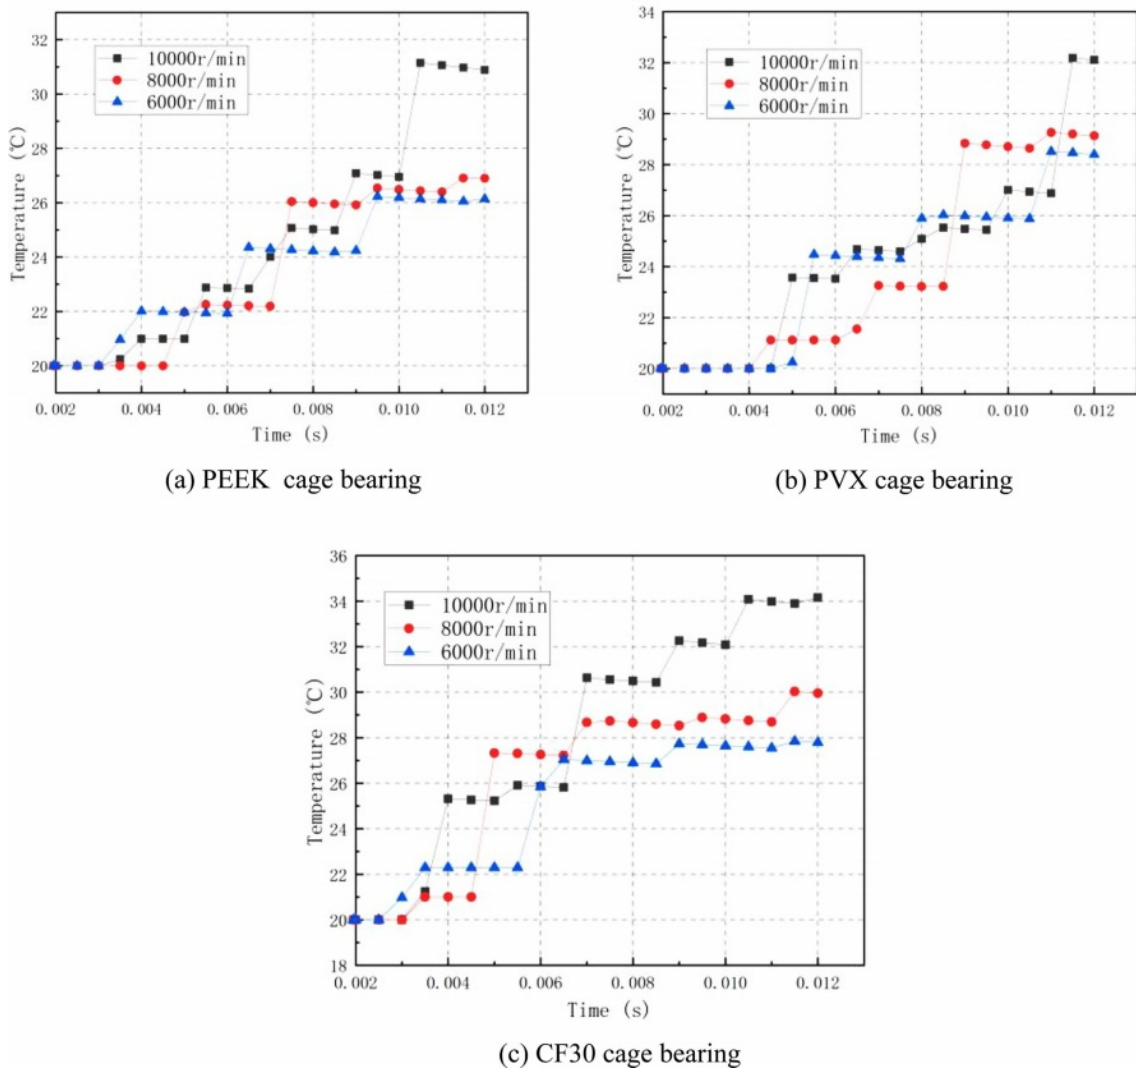 32
30
28
26
24
22
20
Temperature (℃)
10000r/min
8000r/min
6000r/min
0.002 0.004 0.006 0.008 0.010 0.012
Time (s)
(a) PEEK cage bearing
34
32
30
28
26
24
22
20
Temperature (℃)
10000r/min
8000r/min
6000r/min
0.002 0.004 0.006 0.008 0.010 0.012
Time (s)
(b) PVX cage bearing
36
34
32
30
28
26
24
22
20
18
Temperature (℃)
10000r/min
8000r/min
6000r/min
0.002 0.004 0.006 0.008 0.010 0.012
Time (s)
(c) CF30 cage bearing